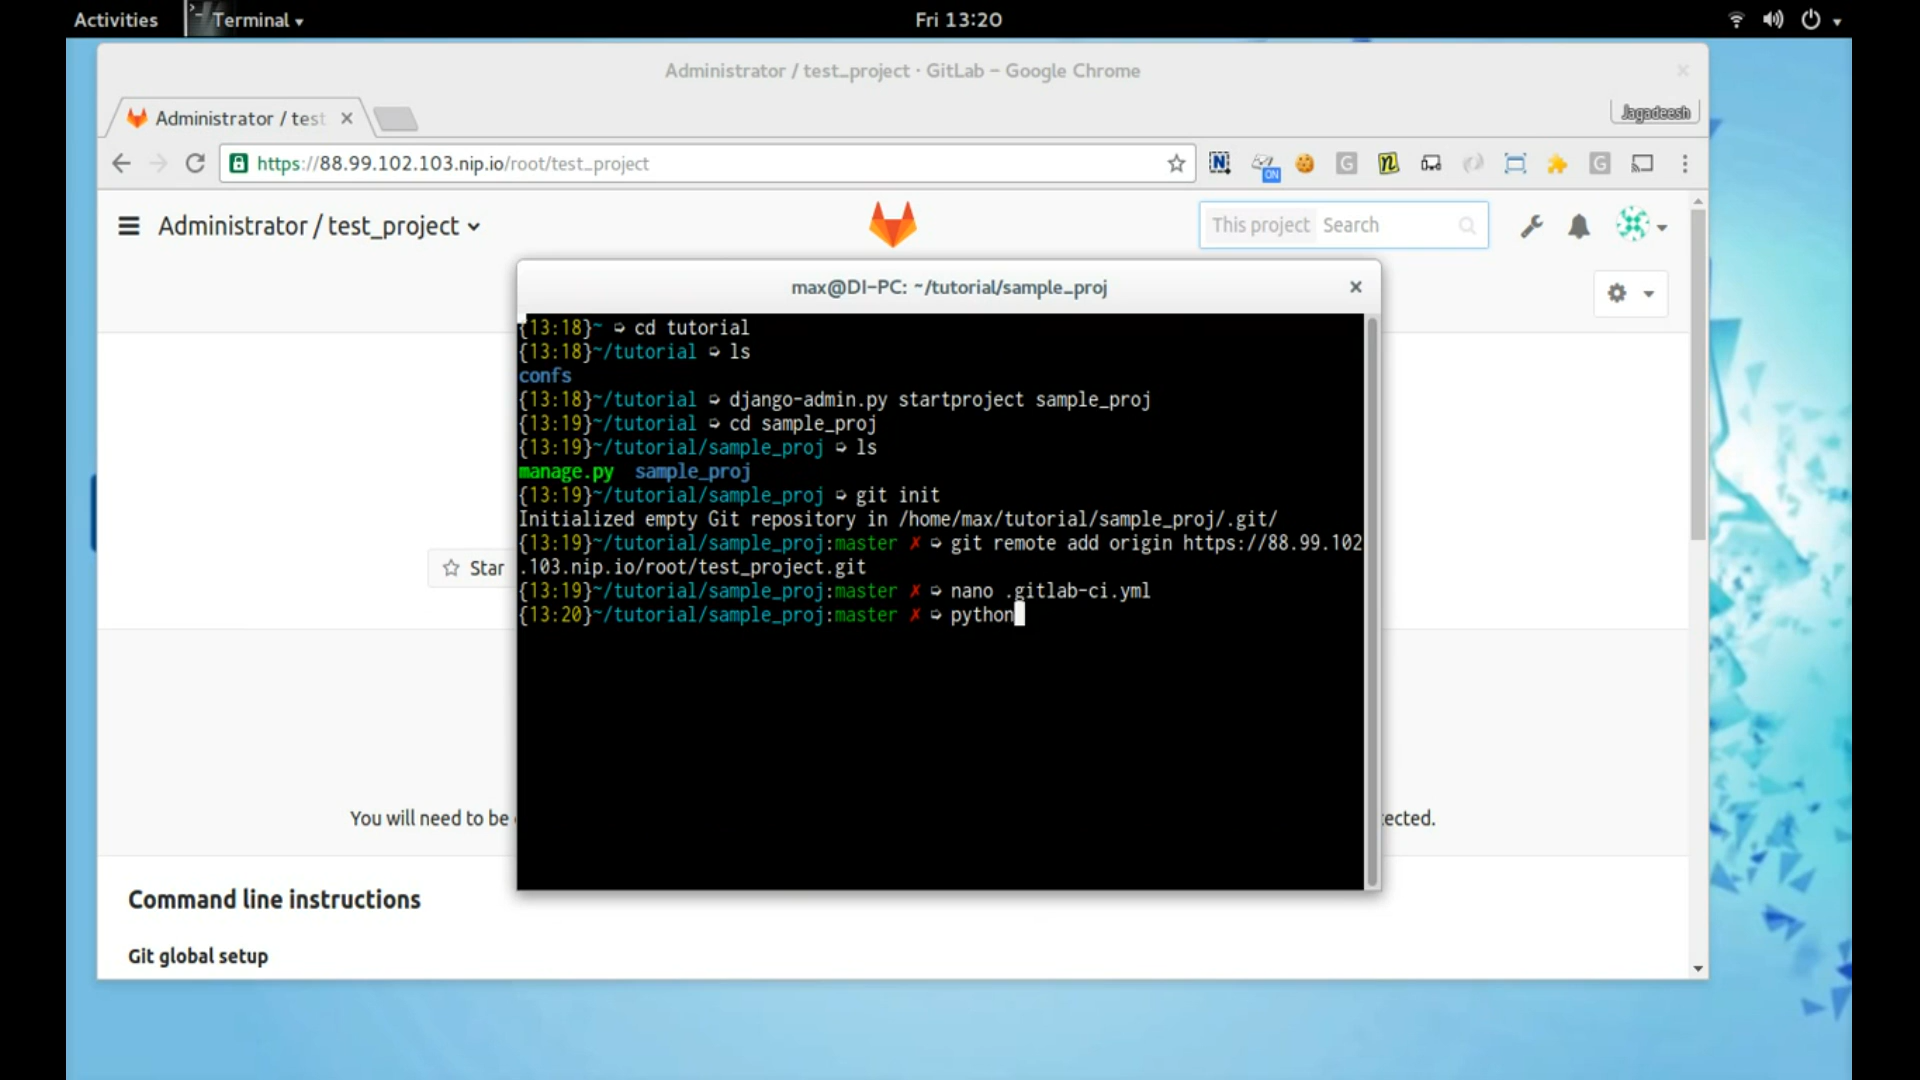 Activities
Terminal
Fri 13:20
Administrator / test_project · GitLab – Google Chrome
Administrator / test
Jagadeesh
https://88.99.102.103.nip.io/root/test_project
ON
Administrator / test_project
This project Search
max@DI-PC: ~/tutorial/sample_proj
{13:18}~ ➭ cd tutorial
{13:18}~/tutorial ➭ ls
confs
{13:18}~/tutorial ➭ django-admin.py startproject sample_proj
{13:19}~/tutorial ➭ cd sample_proj
{13:19}~/tutorial/sample_proj ➭ ls
manage.py  sample_proj
{13:19}~/tutorial/sample_proj ➭ git init
Initialized empty Git repository in /home/max/tutorial/sample_proj/.git/
{13:19}~/tutorial/sample_proj:master ✗ ➭ git remote add origin https://88.99.102
.103.nip.io/root/test_project.git
{13:19}~/tutorial/sample_proj:master ✗ ➭ nano .gitlab-ci.yml
{13:20}~/tutorial/sample_proj:master ✗ ➭ python
Star
You will need to be
ected.
Command line instructions
Git global setup